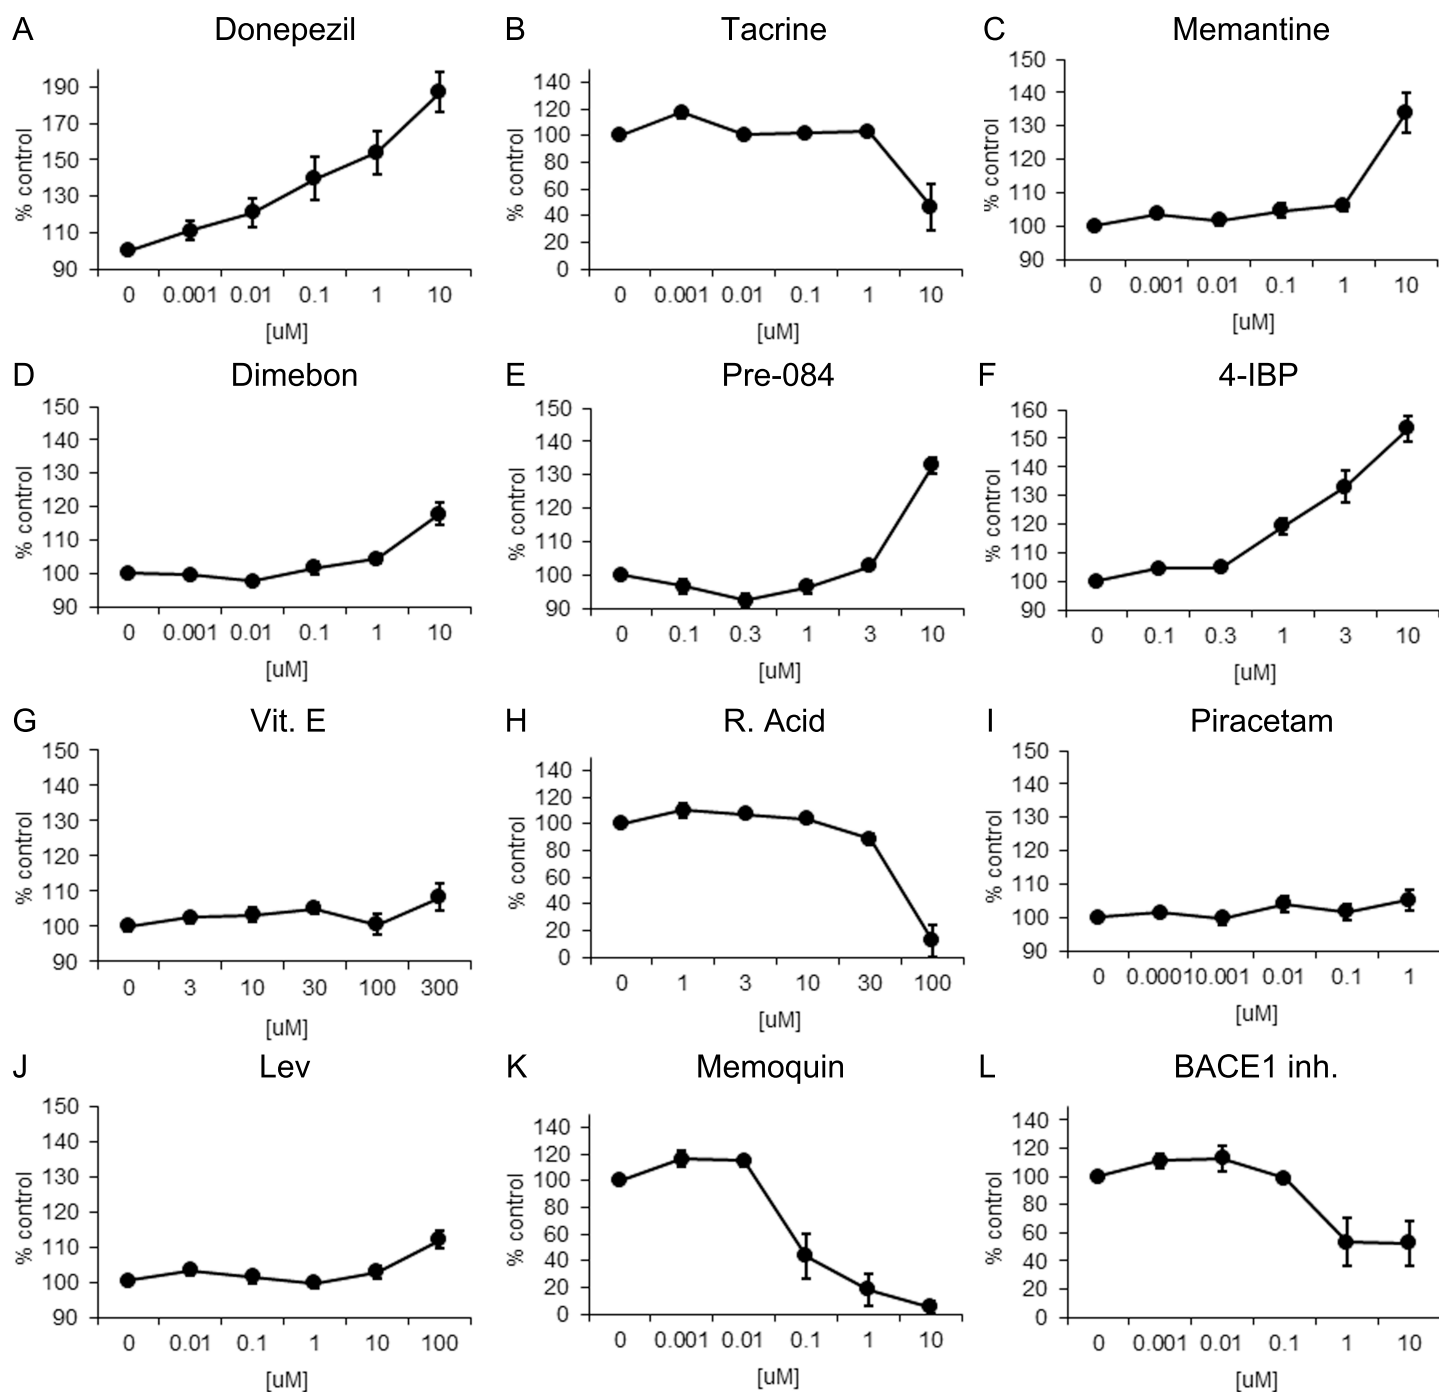 A Donepezil
% control
190
170
150
130
110
90
0 0.001 0.01 0.1 1 10
[uM]
B Tacrine
% control
140
120
100
80
60
40
20
0
0 0.001 0.01 0.1 1 10
[uM]
C Memantine
% control
150
140
130
120
110
100
90
0 0.001 0.01 0.1 1 10
[uM]
D Dimebon
% control
150
140
130
120
110
100
90
0 0.001 0.01 0.1 1 10
[uM]
E Pre-084
% control
150
140
130
120
110
100
90
0 0.1 0.3 1 3 10
[uM]
F 4-IBP
% control
160
150
140
130
120
110
100
90
0 0.1 0.3 1 3 10
[uM]
G Vit. E
% control
150
140
130
120
110
100
90
0 3 10 30 100 300
[uM]
H R. Acid
% control
140
120
100
80
60
40
20
0
0 1 3 10 30 100
[uM]
I Piracetam
% control
150
140
130
120
110
100
90
0 0.0001 0.001 0.01 0.1 1
[uM]
J Lev
% control
150
140
130
120
110
100
90
0 0.01 0.1 1 10 100
[uM]
K Memoquin
% control
140
120
100
80
60
40
20
0
0 0.001 0.01 0.1 1 10
[uM]
L BACE1 inh.
% control
140
120
100
80
60
40
20
0
0 0.001 0.01 0.1 1 10
[uM]